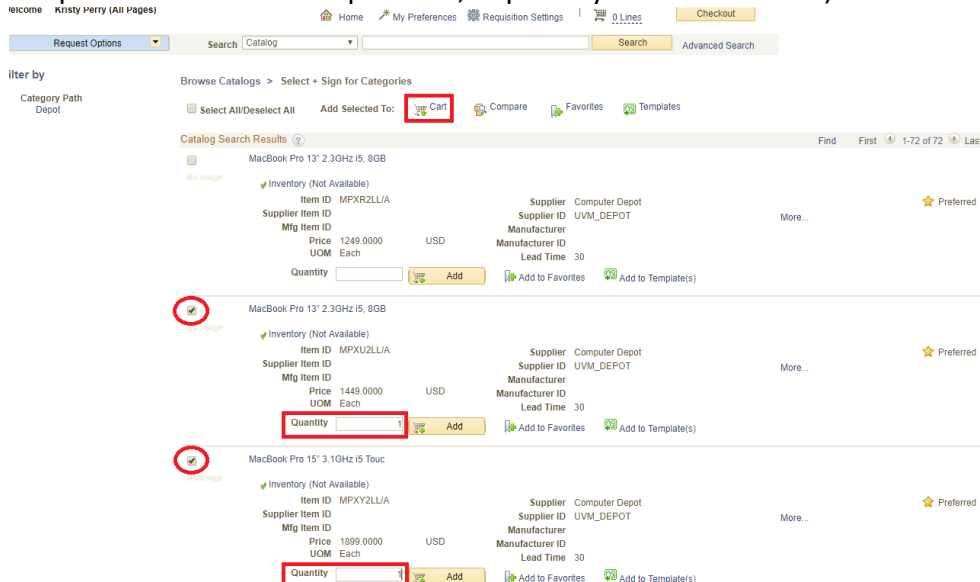 Welcome Kristy Perry (All Pages)
Home My Preferences Requisition Settings 0 Lines Checkout
Request Options Search Catalog Search Advanced Search
ilter by
Category Path
Depot
Browse Catalogs > Select + Sign for Categories
Select All/Deselect All Add Selected To: Cart Compare Favorites Templates
Catalog Search Results Find First 1-72 of 72 Las
MacBook Pro 13" 2.3GHz i5, 8GB
No Image
Inventory (Not Available)
Item ID MPXR2LL/A Supplier Computer Depot Preferred
Supplier Item ID Supplier ID UVM_DEPOT More...
Mfg Item ID Manufacturer
Price 1249.0000 USD Manufacturer ID
UOM Each Lead Time 30
Quantity Add Add to Favorites Add to Template(s)
MacBook Pro 13" 2.3GHz i5, 8GB
No Image
Inventory (Not Available)
Item ID MPXU2LL/A Supplier Computer Depot Preferred
Supplier Item ID Supplier ID UVM_DEPOT More...
Mfg Item ID Manufacturer
Price 1449.0000 USD Manufacturer ID
UOM Each Lead Time 30
Quantity 1 Add Add to Favorites Add to Template(s)
MacBook Pro 15" 3.1GHz i5 Touc
No Image
Inventory (Not Available)
Item ID MPXY2LL/A Supplier Computer Depot Preferred
Supplier Item ID Supplier ID UVM_DEPOT More...
Mfg Item ID Manufacturer
Price 1899.0000 USD Manufacturer ID
UOM Each Lead Time 30
Quantity 1 Add Add to Favorites Add to Template(s)